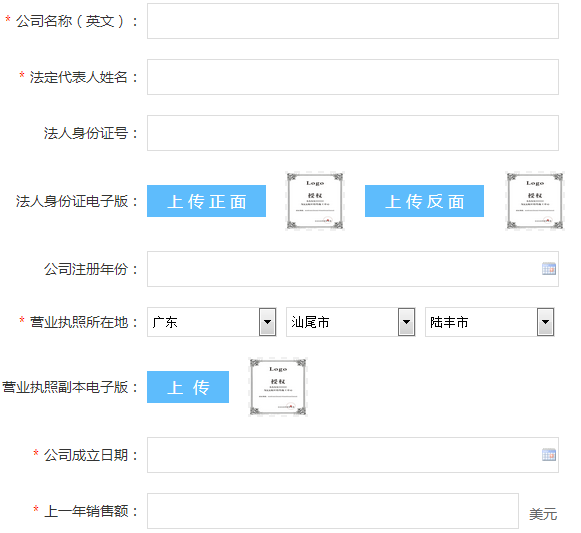 * 公司名称（英文）：
* 法定代表人姓名：
法人身份证号：
法人身份证电子版： 上传正面 Logo 授权 上传反面 Logo 授权
公司注册年份：
* 营业执照所在地： 广东 汕尾市 陆丰市
营业执照副本电子版： 上 传 Logo 授权
* 公司成立日期：
* 上一年销售额： 美元